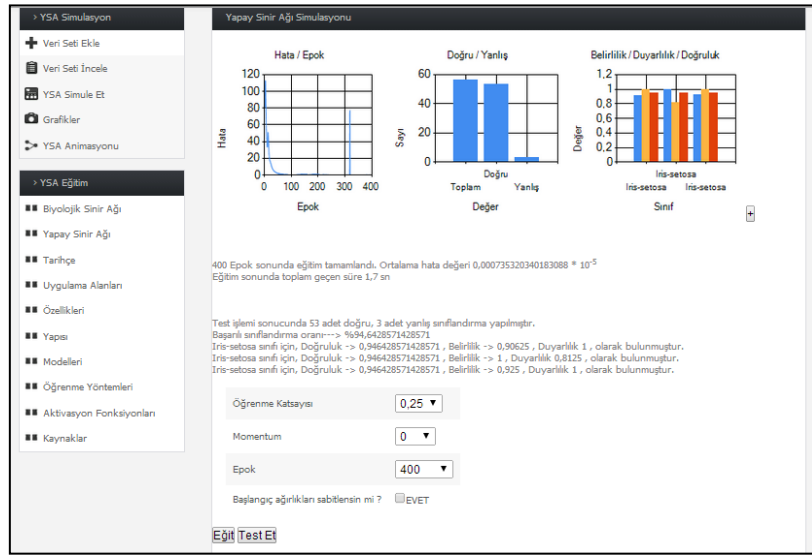 > YSA Simulasyon
Veri Seti Ekle
Veri Seti İncele
YSA Simule Et
Grafikler
YSA Animasyonu
> YSA Eğitim
Biyolojik Sinir Ağı
Yapay Sinir Ağı
Tarihçe
Uygulama Alanları
Özellikleri
Yapısı
Modelleri
Öğrenme Yöntemleri
Aktivasyon Fonksiyonları
Kaynaklar
Yapay Sinir Ağı Simulasyonu
Hata / Epok
120
100
80
60
40
20
0
Hata
0 100 200 300 400
Epok
Doğru / Yanlış
60
40
20
0
Sayı
Doğru
Toplam Yanlış
Değer
Belirlilik / Duyarlılık / Doğruluk
1,2
1
0,8
0,6
0,4
0,2
0
Değer
Iris-setosa
Iris-setosa Iris-setosa
Sınıf
+
400 Epok sonunda eğitim tamamlandı. Ortalama hata değeri 0,000735320340183088 * 10-5
Eğitim sonunda toplam geçen süre 1,7 sn
Test işlemi sonucunda 53 adet doğru, 3 adet yanlış sınıflandırma yapılmıştır.
Başarılı sınıflandırma oranı---> %94,6428571428571
Iris-setosa sınıfı için, Doğruluk -> 0,946428571428571 , Belirlilik -> 0,90625 , Duyarlılık 1 , olarak bulunmuştur.
Iris-setosa sınıfı için, Doğruluk -> 0,946428571428571 , Belirlilik -> 1 , Duyarlılık 0,8125 , olarak bulunmuştur.
Iris-setosa sınıfı için, Doğruluk -> 0,946428571428571 , Belirlilik -> 0,925 , Duyarlılık 1 , olarak bulunmuştur.
Öğrenme Katsayısı 0,25
Momentum 0
Epok 400
Başlangıç ağırlıkları sabitlensin mi ? EVET
Eğit Test Et